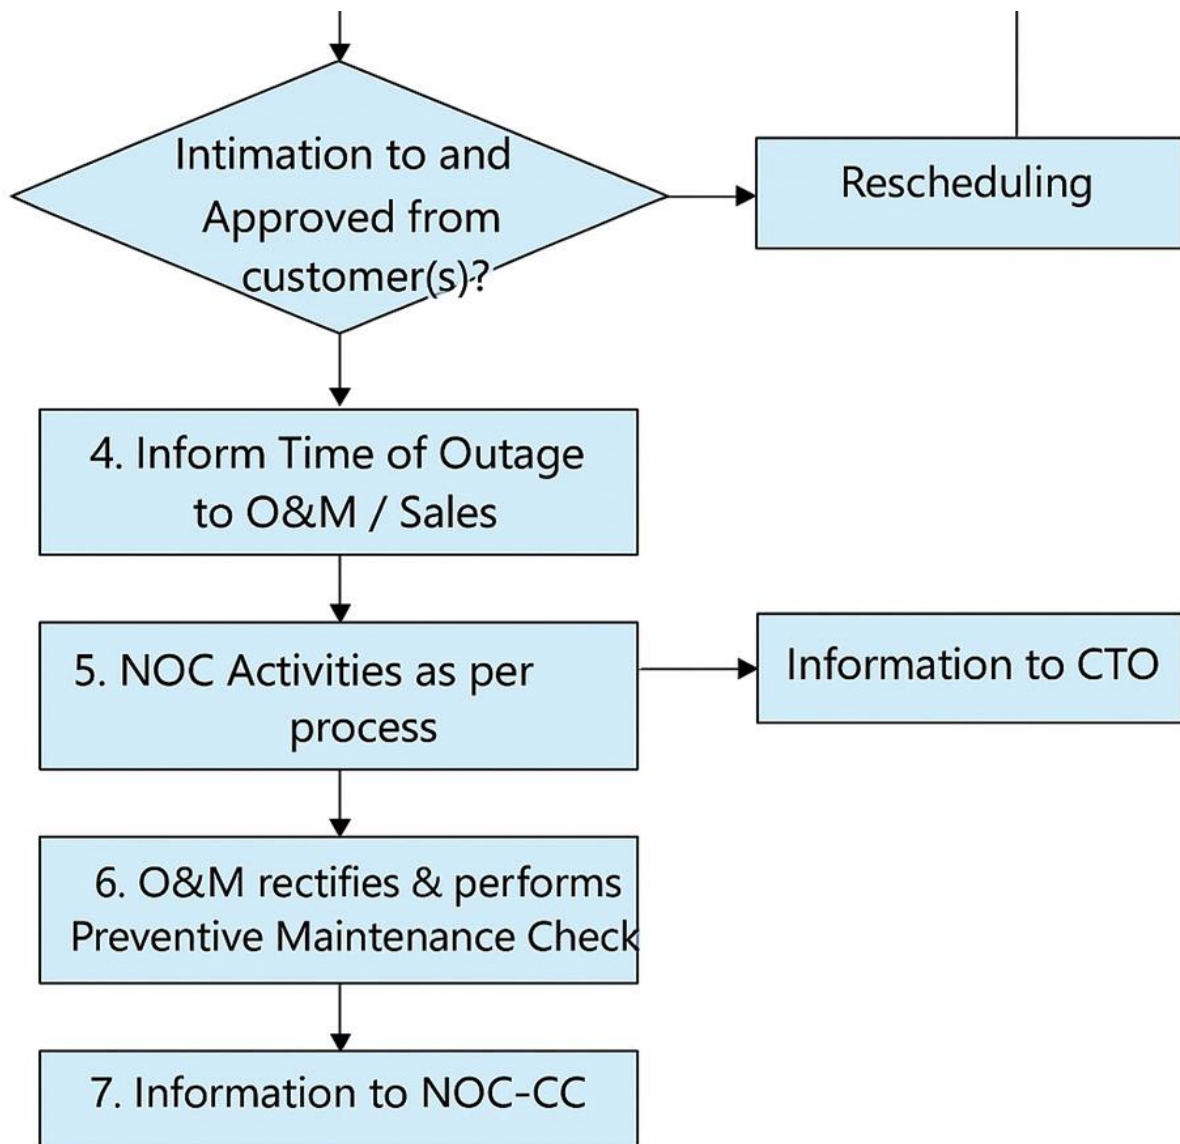 Intimation to and
Approved from
customer(s)?
Rescheduling
4. Inform Time of Outage
to O&M / Sales
5. NOC Activities as per
process
Information to CTO
6. O&M rectifies & performs
Preventive Maintenance Check
7. Information to NOC-CC